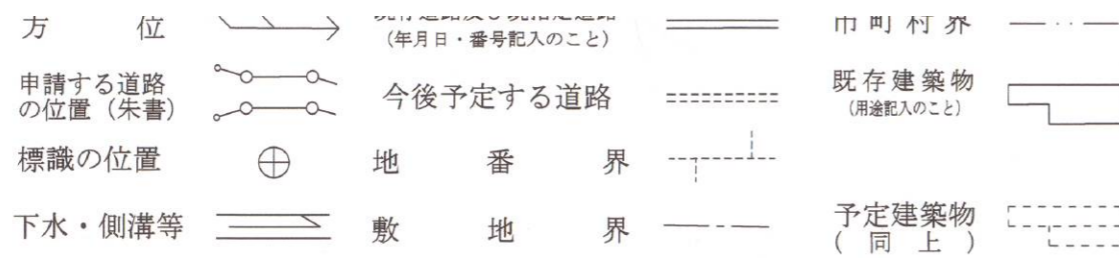 方位
既存道路及び既指定道路
(年月日・番号記入のこと)
市町村界
申請する道路
の位置（朱書）
今後予定する道路
既存建築物
(用途記入のこと)
標識の位置
地番界
下水・側溝等
敷地界
予定建築物
(同上)